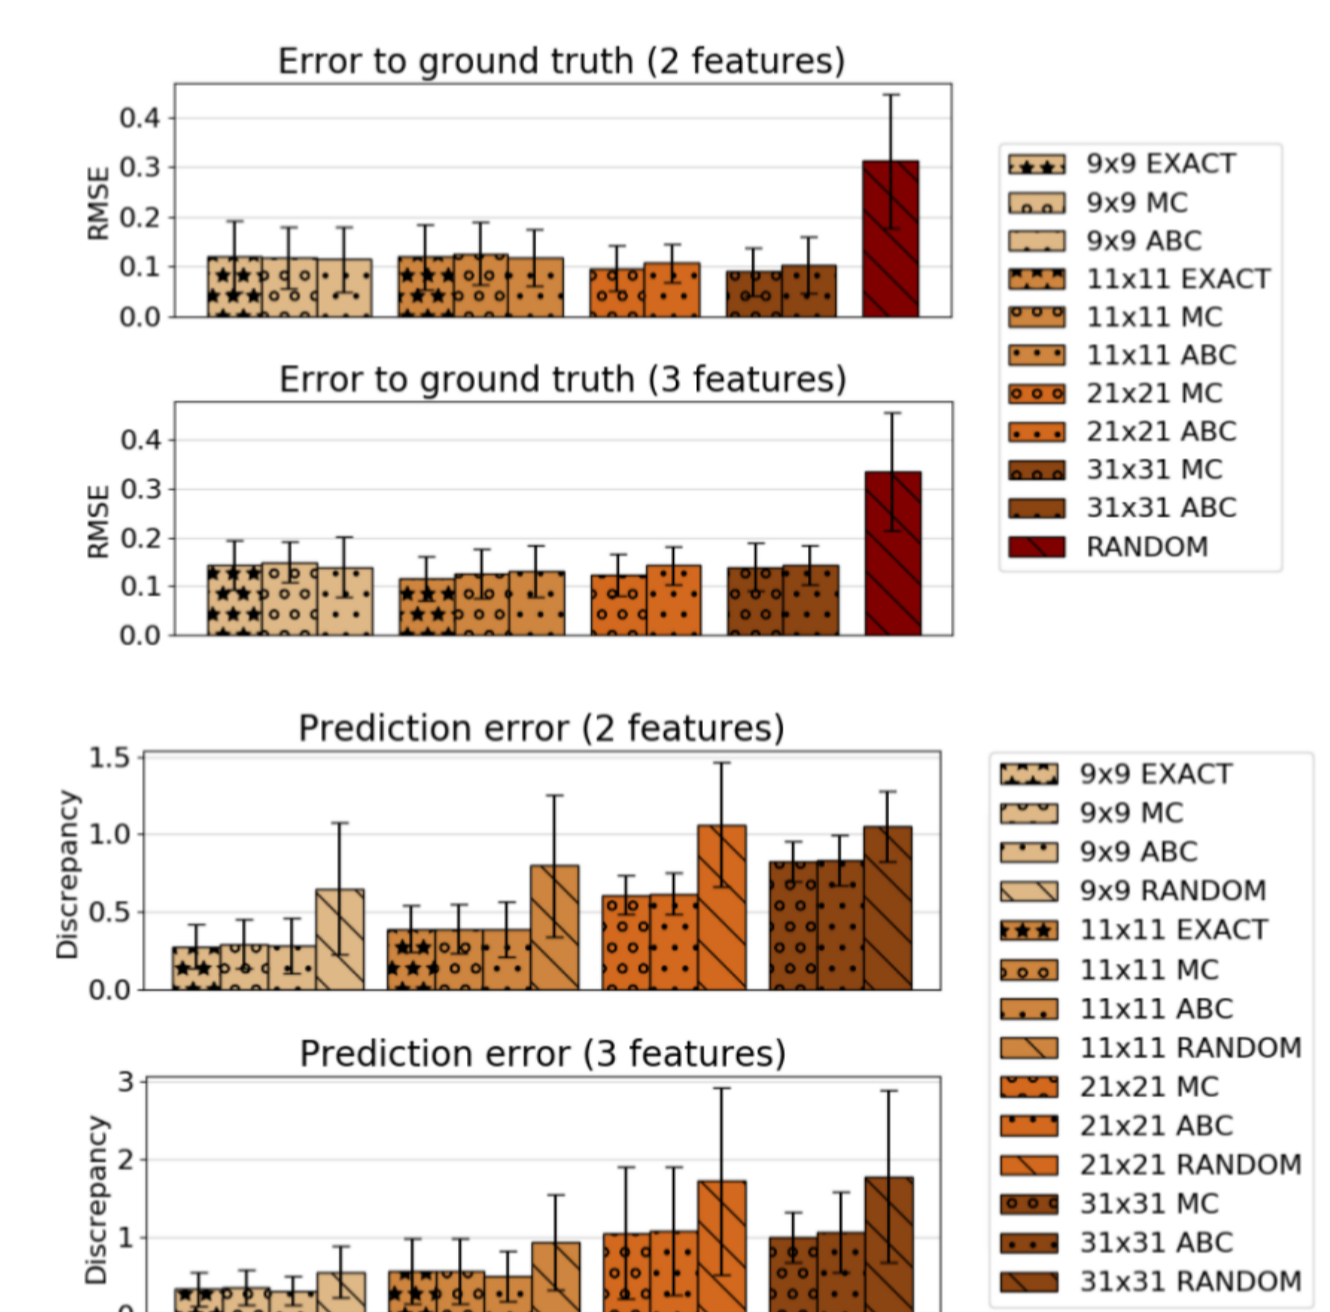 Error to ground truth (2 features)
RMSE
0.4
0.3
0.2
0.1
0.0
9x9 EXACT
9x9 MC
9x9 ABC
11x11 EXACT
11x11 MC
11x11 ABC
21x21 MC
21x21 ABC
31x31 MC
31x31 ABC
RANDOM
Error to ground truth (3 features)
RMSE
0.4
0.3
0.2
0.1
0.0
Prediction error (2 features)
Discrepancy
1.5
1.0
0.5
0.0
9x9 EXACT
9x9 MC
9x9 ABC
9x9 RANDOM
11x11 EXACT
11x11 MC
11x11 ABC
11x11 RANDOM
21x21 MC
21x21 ABC
21x21 RANDOM
31x31 MC
31x31 ABC
31x31 RANDOM
Prediction error (3 features)
Discrepancy
3
2
1